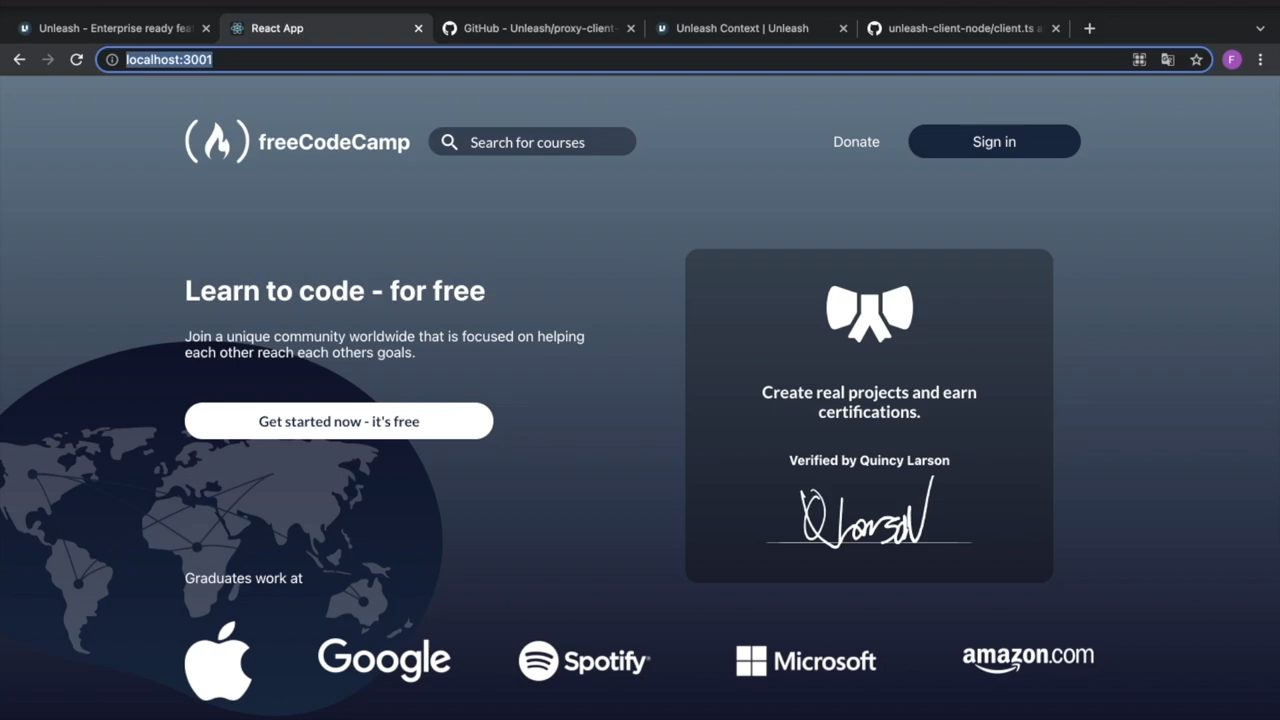 Unleash - Enterprise ready fea
React App
GitHub - Unleash/proxy-client-
Unleash Context | Unleash
unleash-client-node/client.ts a
localhost:3001
F
freeCodeCamp
Search for courses
Donate
Sign in
Learn to code - for free
Join a unique community worldwide that is focused on helping
each other reach each others goals.
Get started now - it's free
Create real projects and earn
certifications.
Verified by Quincy Larson
QLarson
Graduates work at
Google
Spotify
Microsoft
amazon.com